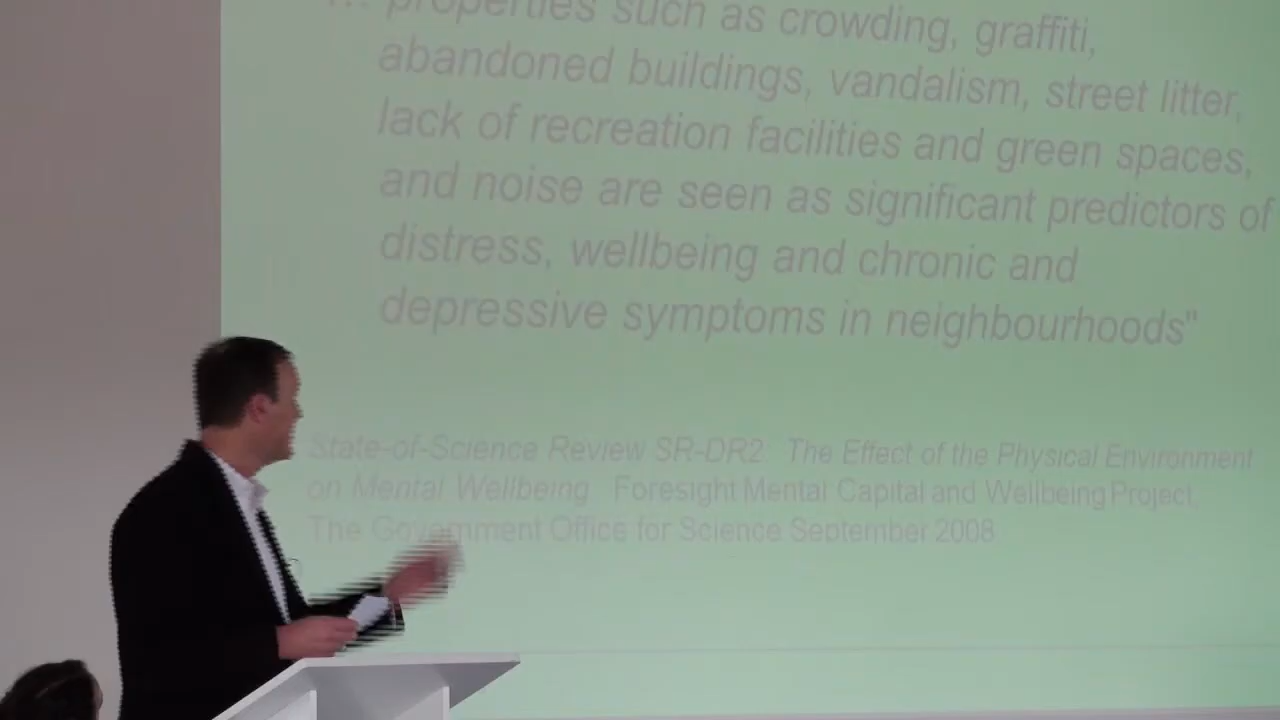 ... properties such as crowding, graffiti,
abandoned buildings, vandalism, street litter,
lack of recreation facilities and green spaces,
and noise are seen as significant predictors of
distress, wellbeing and chronic and
depressive symptoms in neighbourhoods"
State-of-Science Review SR-DR2: The Effect of the Physical Environment
on Mental Wellbeing Foresight Mental Capital and Wellbeing Project.
The Government Office for Science September 2008